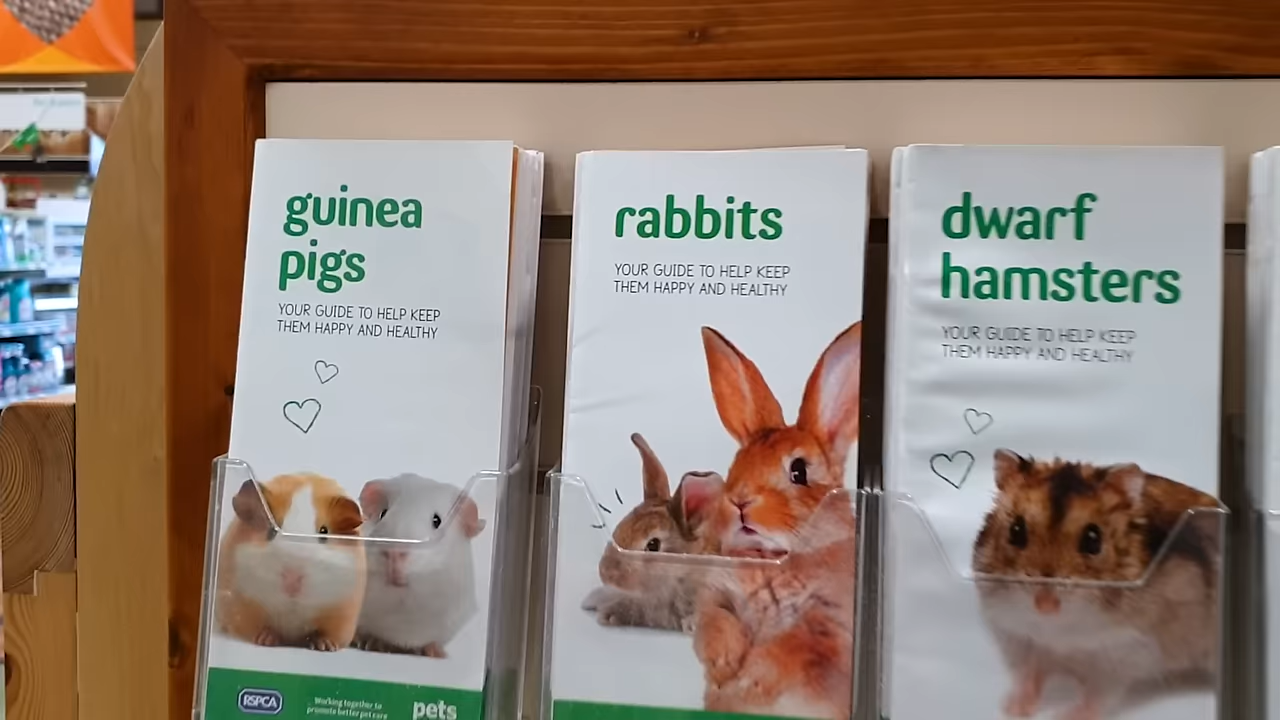 guinea
pigs
YOUR GUIDE TO HELP KEEP
THEM HAPPY AND HEALTHY
RSPCA
Working together to
promote better pet care
pets
rabbits
YOUR GUIDE TO HELP KEEP
THEM HAPPY AND HEALTHY
dwarf
hamsters
YOUR GUIDE TO HELP KEEP
THEM HAPPY AND HEALTHY